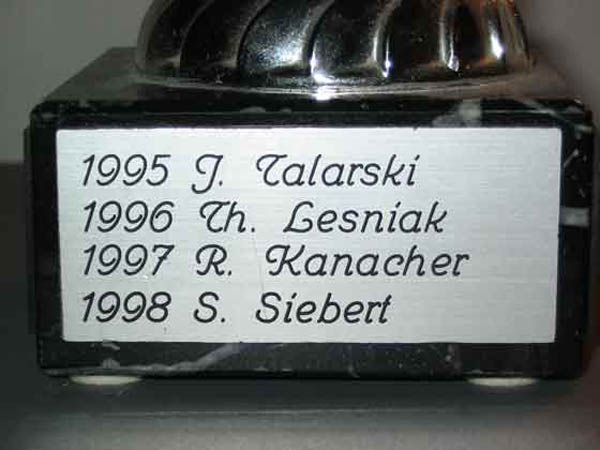 1995 J. Talarski
1996 Th. Lesniak
1997 R. Kanacher
1998 S. Siebert